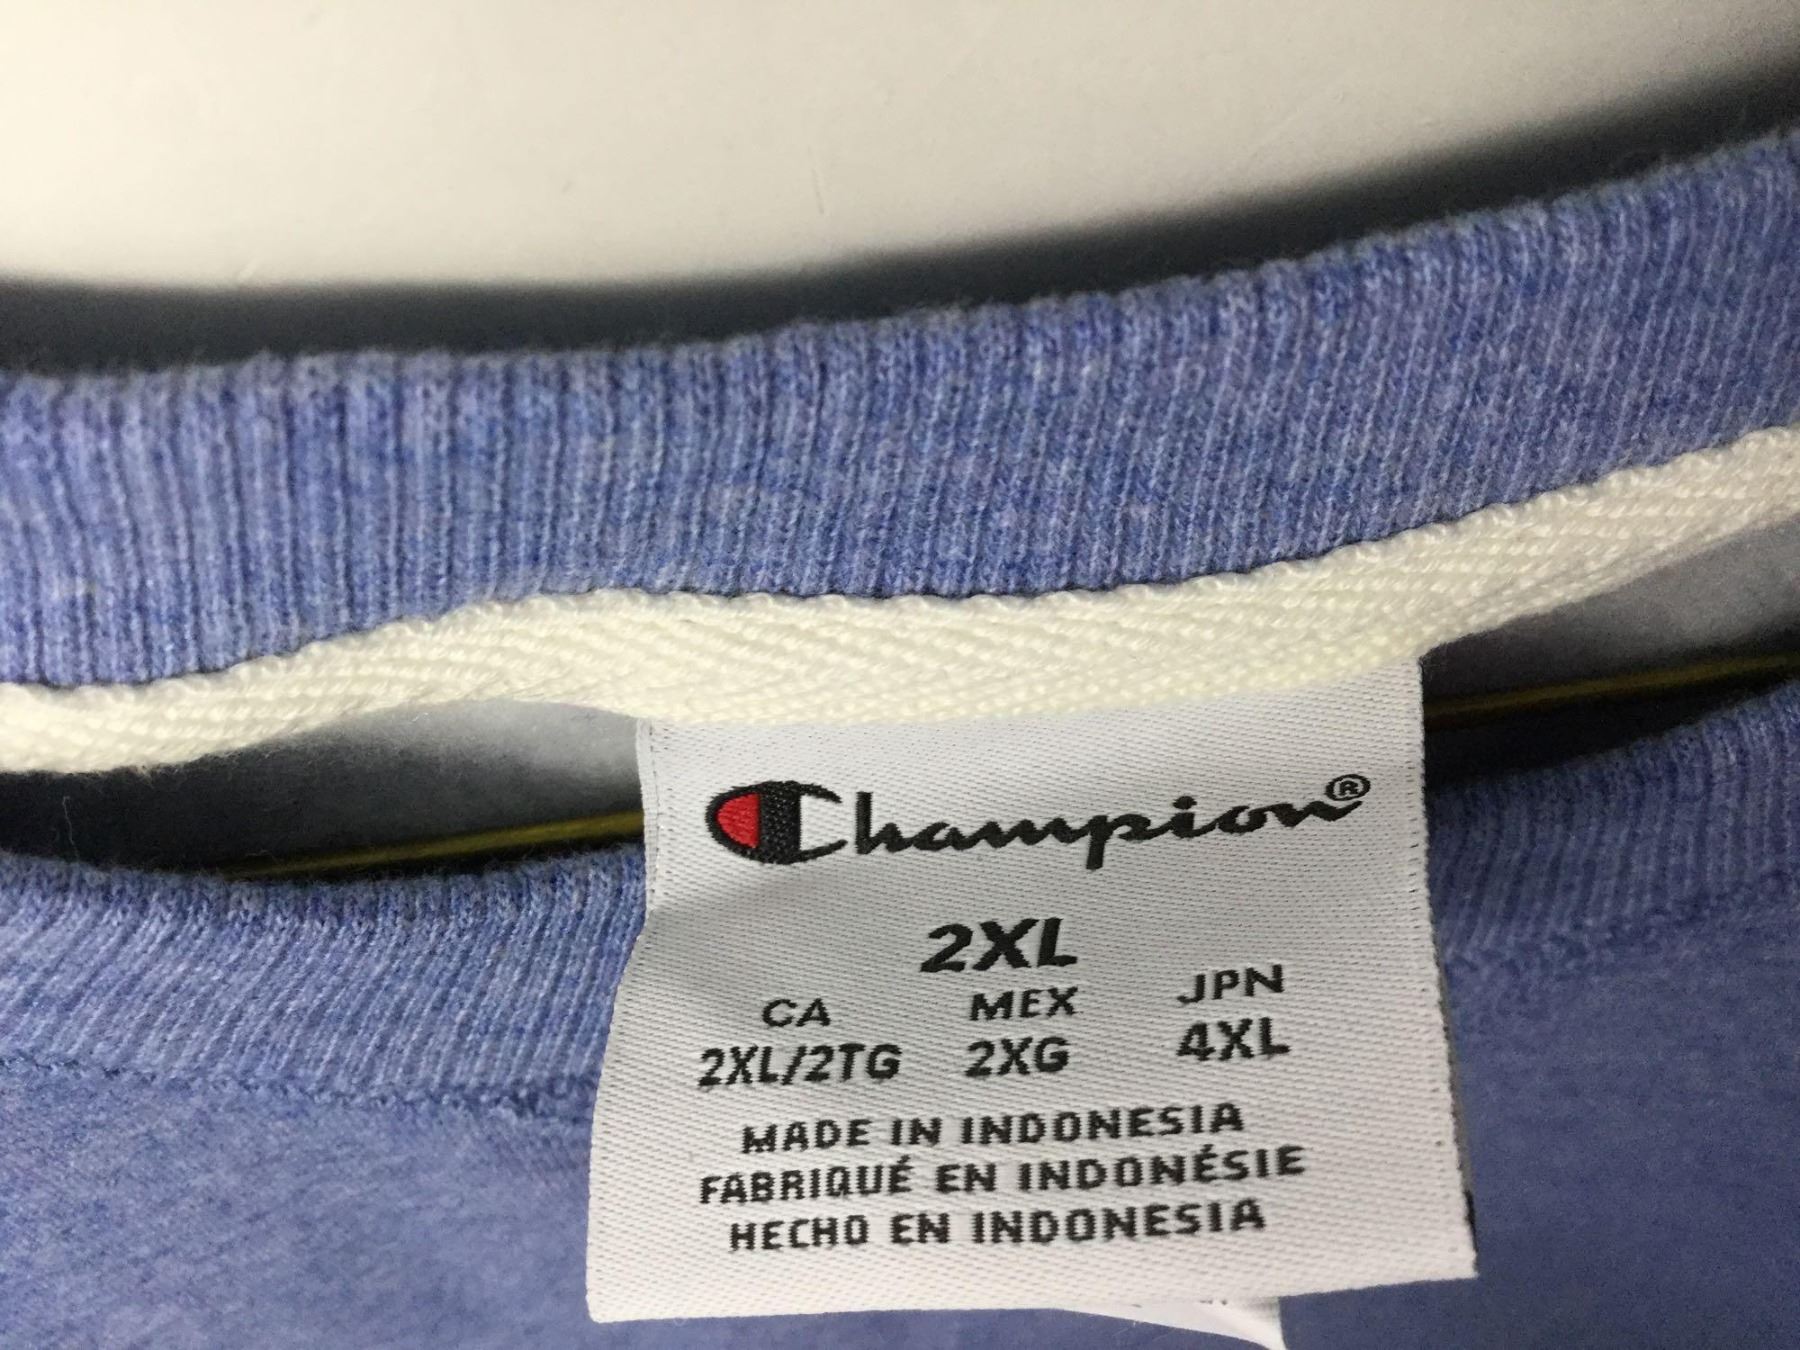 Champion®
2XL
CA MEX JPN
2XL/2TG 2XG 4XL
MADE IN INDONESIA
FABRIQUÉ EN INDONÉSIE
HECHO EN INDONESIA